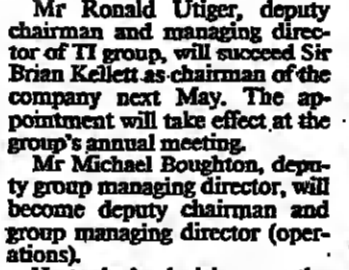 Mr Ronald Utiger, deputy
chairman and managing direc-
tor of TI group, will succeed Sir
Brian Kellett as chairman of the
company next May. The ap-
pointment will take effect at the
group's annual meeting.
Mr Michael Boughton, depu-
ty group managing director, will
become deputy chairman and
group managing director (oper-
ations).